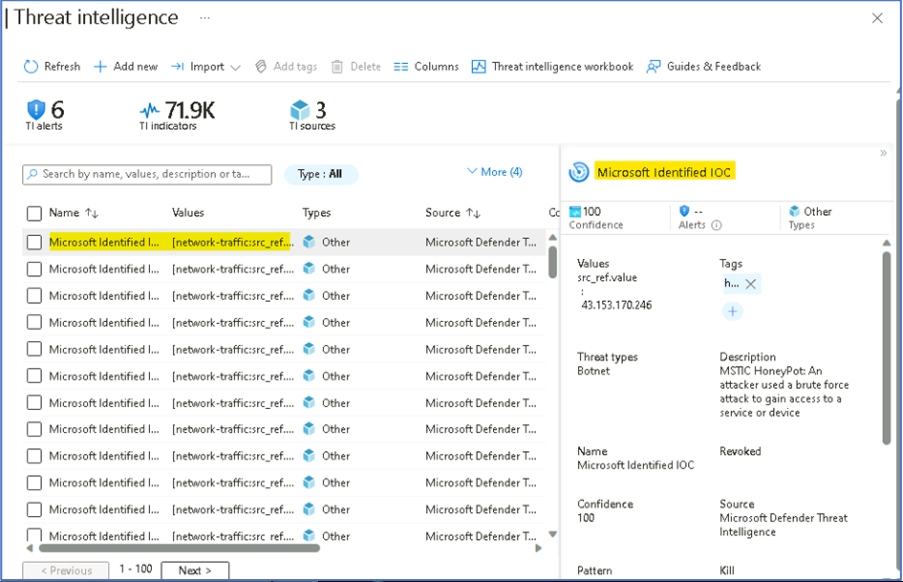 Threat intelligence ...
Refresh Add new Import Add tags Delete Columns Threat intelligence workbook Guides & Feedback
6
TI alerts
71.9K
TI indicators
3
TI sources
Search by name, values, description or ta...
Type : All
More (4)
Name Values Types Source Co
Microsoft Identified I... [network-traffic:src_ref.... Other Microsoft Defender T...
Microsoft Identified I... [network-traffic:src_ref.... Other Microsoft Defender T...
Microsoft Identified I... [network-traffic:src_ref.... Other Microsoft Defender T...
Microsoft Identified I... [network-traffic:src_ref.... Other Microsoft Defender T...
Microsoft Identified I... [network-traffic:src_ref.... Other Microsoft Defender T...
Microsoft Identified I... [network-traffic:src_ref.... Other Microsoft Defender T...
Microsoft Identified I... [network-traffic:src_ref.... Other Microsoft Defender T...
Microsoft Identified I... [network-traffic:src_ref.... Other Microsoft Defender T...
Microsoft Identified I... [network-traffic:src_ref.... Other Microsoft Defender T...
Microsoft Identified I... [network-traffic:src_ref.... Other Microsoft Defender T...
Microsoft Identified I... [network-traffic:src_ref.... Other Microsoft Defender T...
Microsoft Identified I... [network-traffic:src_ref.... Other Microsoft Defender T...
< Previous 1 - 100 Next >
Microsoft Identified IOC
100
Confidence
--
Alerts
Other
Types
Values
src_ref.value
:
43.153.170.246
Tags
h...
Threat types
Botnet
Description
MSTIC HoneyPot: An
attacker used a brute force
attack to gain access to a
service or device
Name
Microsoft Identified IOC
Revoked
Confidence
100
Source
Microsoft Defender Threat
Intelligence
Pattern
Kill